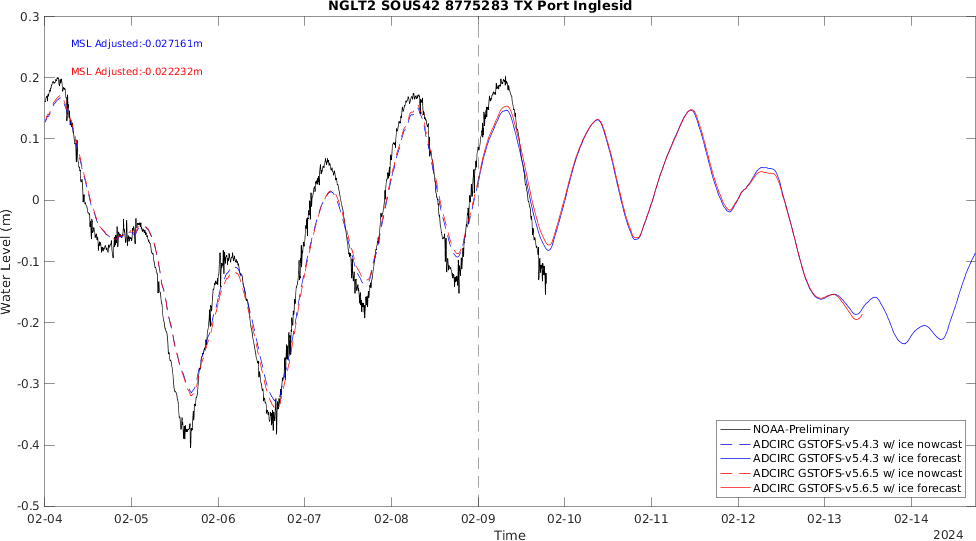 NGLT2 SOUS42 8775283 TX Port Inglesid
MSL Adjusted:-0.027161m
MSL Adjusted:-0.022232m
0.3
0.2
0.1
0
-0.1
-0.2
-0.3
-0.4
-0.5
Water Level (m)
NOAA-Preliminary
ADCIRC GSTOFS-v5.4.3 w/ ice nowcast
ADCIRC GSTOFS-v5.4.3 w/ ice forecast
ADCIRC GSTOFS-v5.6.5 w/ ice nowcast
ADCIRC GSTOFS-v5.6.5 w/ ice forecast
02-04 02-05 02-06 02-07 02-08 02-09 02-10 02-11 02-12 02-13 02-14
Time
2024